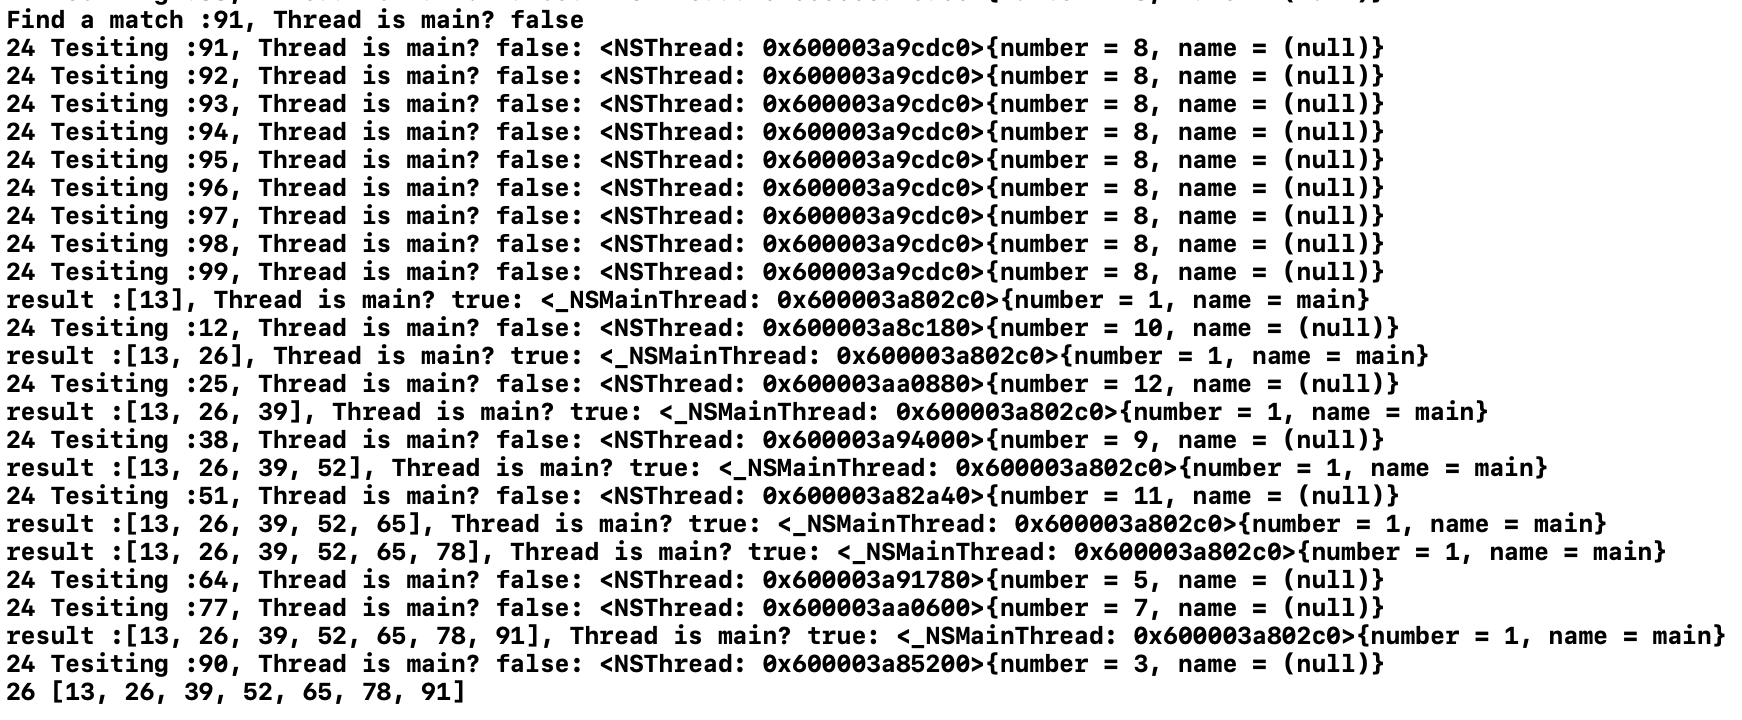 Find a match :91, Thread is main? false
24 Tesiting :91, Thread is main? false: <NSThread: 0x600003a9cdc0>{number = 8, name = (null)}
24 Tesiting :92, Thread is main? false: <NSThread: 0x600003a9cdc0>{number = 8, name = (null)}
24 Tesiting :93, Thread is main? false: <NSThread: 0x600003a9cdc0>{number = 8, name = (null)}
24 Tesiting :94, Thread is main? false: <NSThread: 0x600003a9cdc0>{number = 8, name = (null)}
24 Tesiting :95, Thread is main? false: <NSThread: 0x600003a9cdc0>{number = 8, name = (null)}
24 Tesiting :96, Thread is main? false: <NSThread: 0x600003a9cdc0>{number = 8, name = (null)}
24 Tesiting :97, Thread is main? false: <NSThread: 0x600003a9cdc0>{number = 8, name = (null)}
24 Tesiting :98, Thread is main? false: <NSThread: 0x600003a9cdc0>{number = 8, name = (null)}
24 Tesiting :99, Thread is main? false: <NSThread: 0x600003a9cdc0>{number = 8, name = (null)}
result :[13], Thread is main? true: <_NSMainThread: 0x600003a802c0>{number = 1, name = main}
24 Tesiting :12, Thread is main? false: <NSThread: 0x600003a8c180>{number = 10, name = (null)}
result :[13, 26], Thread is main? true: <_NSMainThread: 0x600003a802c0>{number = 1, name = main}
24 Tesiting :25, Thread is main? false: <NSThread: 0x600003aa0880>{number = 12, name = (null)}
result :[13, 26, 39], Thread is main? true: <_NSMainThread: 0x600003a802c0>{number = 1, name = main}
24 Tesiting :38, Thread is main? false: <NSThread: 0x600003a94000>{number = 9, name = (null)}
result :[13, 26, 39, 52], Thread is main? true: <_NSMainThread: 0x600003a802c0>{number = 1, name = main}
24 Tesiting :51, Thread is main? false: <NSThread: 0x600003a82a40>{number = 11, name = (null)}
result :[13, 26, 39, 52, 65], Thread is main? true: <_NSMainThread: 0x600003a802c0>{number = 1, name = main}
result :[13, 26, 39, 52, 65, 78], Thread is main? true: <_NSMainThread: 0x600003a802c0>{number = 1, name = main}
24 Tesiting :64, Thread is main? false: <NSThread: 0x600003a91780>{number = 5, name = (null)}
24 Tesiting :77, Thread is main? false: <NSThread: 0x600003aa0600>{number = 7, name = (null)}
result :[13, 26, 39, 52, 65, 78, 91], Thread is main? true: <_NSMainThread: 0x600003a802c0>{number = 1, name = main}
24 Tesiting :90, Thread is main? false: <NSThread: 0x600003a85200>{number = 3, name = (null)}
26 [13, 26, 39, 52, 65, 78, 91]